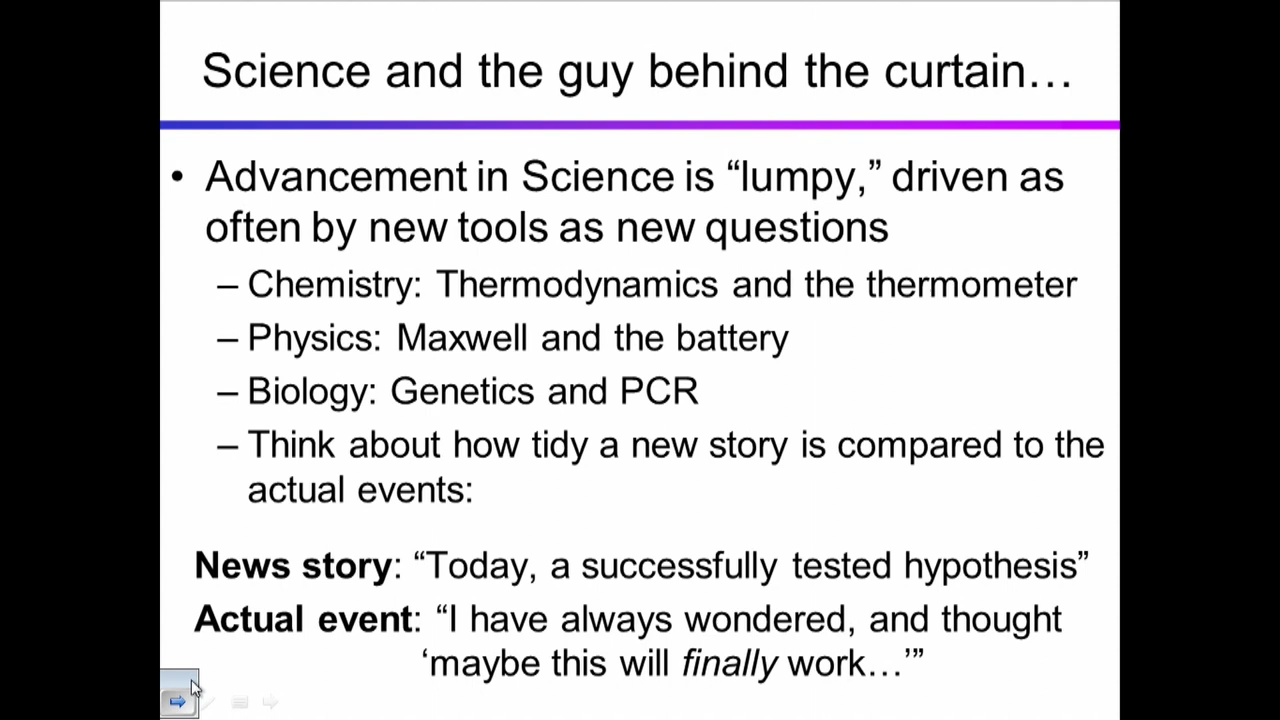 Science and the guy behind the curtain…
• Advancement in Science is “lumpy,” driven as
often by new tools as new questions
– Chemistry: Thermodynamics and the thermometer
– Physics: Maxwell and the battery
– Biology: Genetics and PCR
– Think about how tidy a new story is compared to the
actual events:
News story: “Today, a successfully tested hypothesis”
Actual event: “I have always wondered, and thought
‘maybe this will finally work…’”